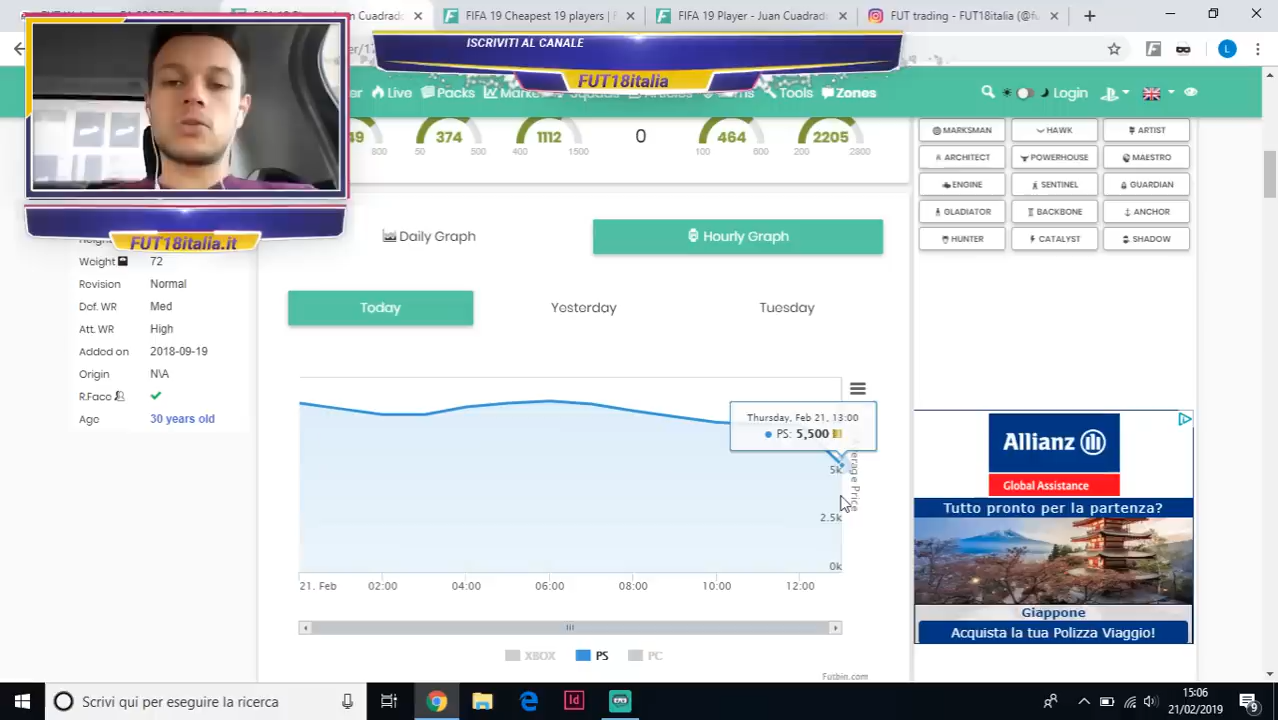 Juan Cuadrado
FIFA 19 Cheapest 19 players |
FIFA 19 Player - Juan Cuadrado
FUT trading - FUT18italia (@fu
ISCRIVITI AL CANALE
FUT18italia
L
Live
Packs
Tools
Zones
Login
49
374
1112
0
464
2205
800
50
500
400
1500
100
600
200
2800
MARKSMAN
HAWK
ARTIST
ARCHITECT
POWERHOUSE
MAESTRO
ENGINE
SENTINEL
GUARDIAN
GLADIATOR
BACKBONE
ANCHOR
HUNTER
CATALYST
SHADOW
FUT18italia.it
Daily Graph
Hourly Graph
Weight
72
Revision
Normal
Def. WR
Med
Att. WR
High
Added on
2018-09-19
Origin
N\A
R.Face
Age
30 years old
Today
Yesterday
Tuesday
Thursday, Feb 21, 13:00
PS: 5,500
5k
2.5k
0k
21. Feb
02:00
04:00
06:00
08:00
10:00
12:00
XBOX
PS
PC
Futbin.com
Allianz
Global Assistance
Tutto pronto per la partenza?
Giappone
Acquista la tua Polizza Viaggio!
Scrivi qui per eseguire la ricerca
Id
15:06
21/02/2019
9